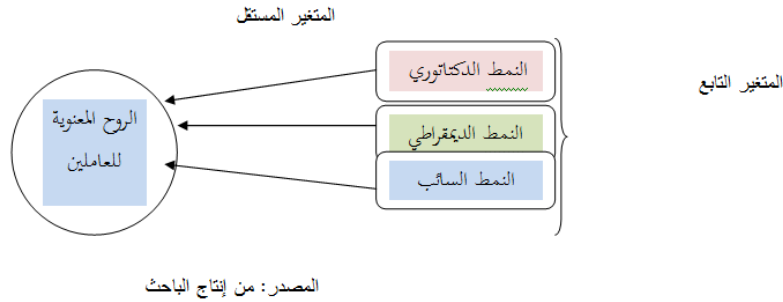 المتغير المستقل
المتغير التابع
النمط الدكتاتوري
النمط الديمقراطي
النمط السائب
الروح المعنوية
للعاملين
المصدر: من إنتاج الباحث